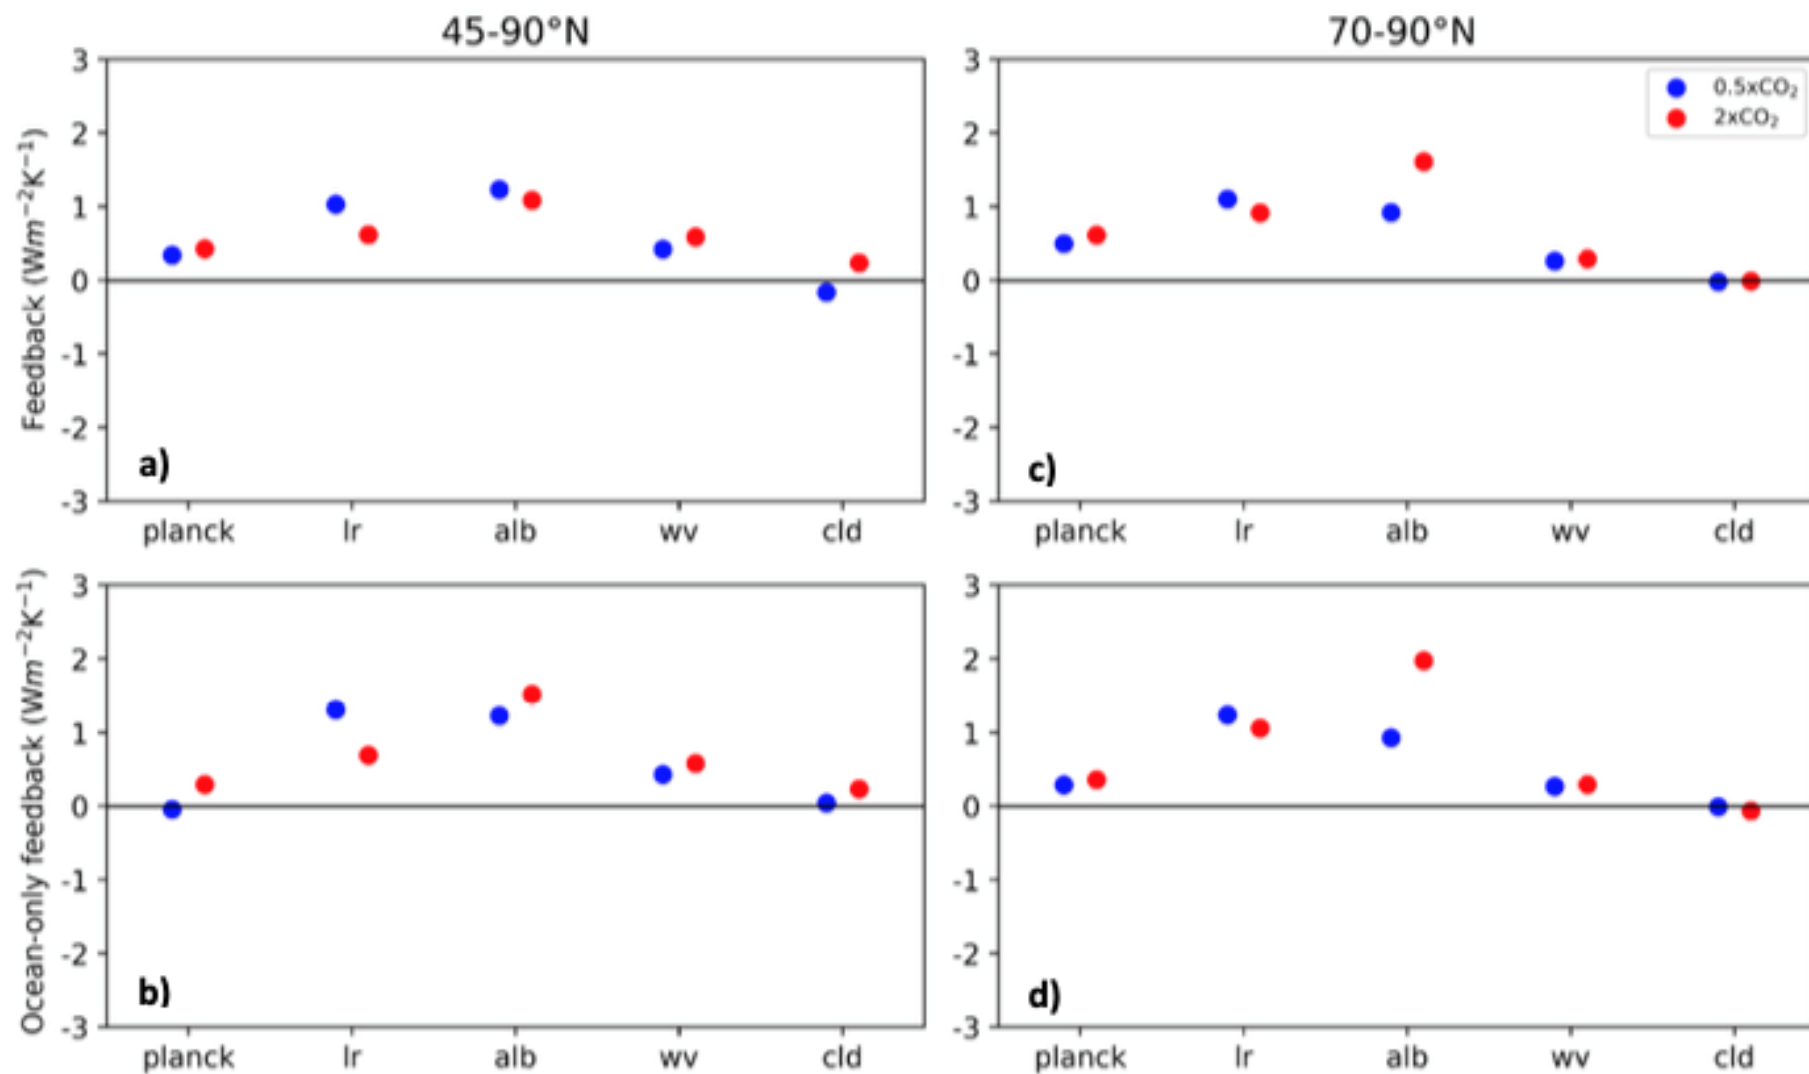 45-90°N
Feedback (Wm⁻²K⁻¹)
3
2
1
0
-1
-2
-3
a)
planck lr alb wv cld
70-90°N
3
2
1
0
-1
-2
-3
0.5xCO₂
2xCO₂
c)
planck lr alb wv cld
Ocean-only feedback (Wm⁻²K⁻¹)
3
2
1
0
-1
-2
-3
b)
planck lr alb wv cld
3
2
1
0
-1
-2
-3
d)
planck lr alb wv cld